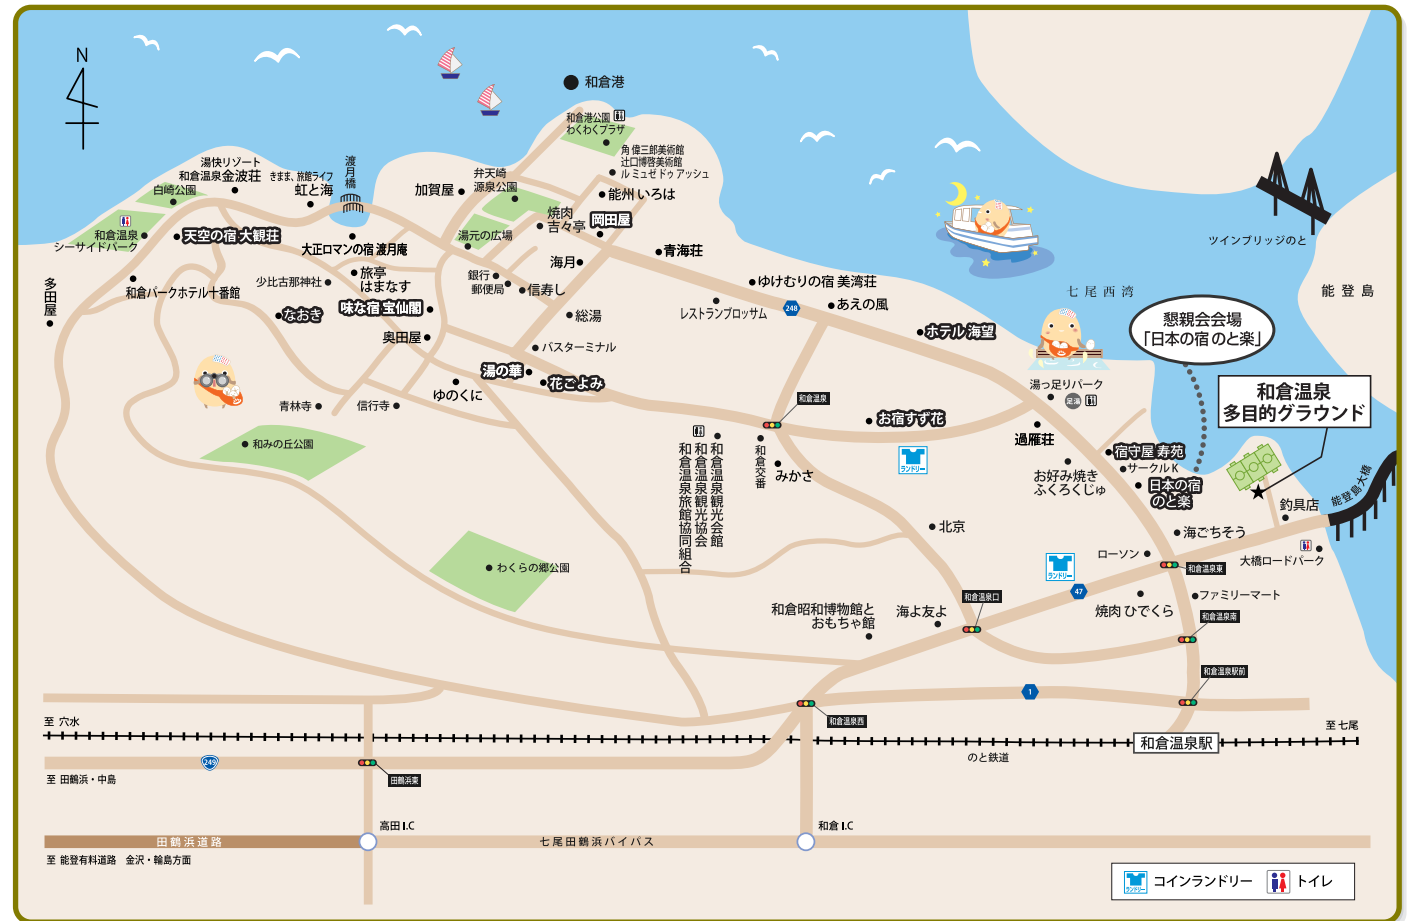 N
和倉港
和倉港公園
わくわくプラザ
角 偉三郎美術館
辻口博啓美術館
ル ミュゼ ドゥ アッシュ
能州 いろは
岡田屋
湯快リゾート
和倉温泉 金波荘
白崎公園
きまま、旅館ライフ
虹と海
渡月橋
加賀屋
弁天崎
源泉公園
焼肉
吉々亭
湯元の広場
和倉温泉
シーサイドパーク
天空の宿 大観荘
大正ロマンの宿 渡月庵
青海荘
海月
ゆけむりの宿 美湾荘
銀行
郵便局
信寿し
旅亭
はまなす
少比古那神社
和倉パークホテル十番館
多田屋
なおき
味な宿 宝仙閣
奥田屋
総湯
バスターミナル
レストランブロッサム
248
あえの風
ホテル 海望
七尾西湾
能登島
ツインブリッジのと
懇親会会場
「日本の宿 のと楽」
和倉温泉
多目的グラウンド
湯っ足りパーク
足湯
湯の華
花ごよみ
ゆのくに
青林寺
信行寺
和みの丘公園
和倉温泉
お宿すず花
過雁荘
お好み焼き
ふくろくじゅ
宿守屋 寿苑
サークルK
日本の宿
のと楽
和倉温泉観光会館
和倉温泉観光協会
和倉温泉旅館協同組合
和倉交番
みかさ
ランドリー
北京
海ごちそう
釣具店
能登島大橋
大橋ロードパーク
ローソン
和倉温泉東
ランドリー
47
焼肉 ひでくら
ファミリーマート
和倉温泉南
わくらの郷公園
和倉昭和博物館と
おもちゃ館
海よ友よ
和倉温泉口
和倉温泉駅前
1
和倉温泉西
至 穴水
至 七尾
和倉温泉駅
のと鉄道
249
至 田鶴浜・中島
田鶴浜東
高田 I.C
和倉 I.C
田鶴浜道路
七尾田鶴浜バイパス
至 能登有料道路 金沢・輪島方面
ランドリー
コインランドリー
トイレ